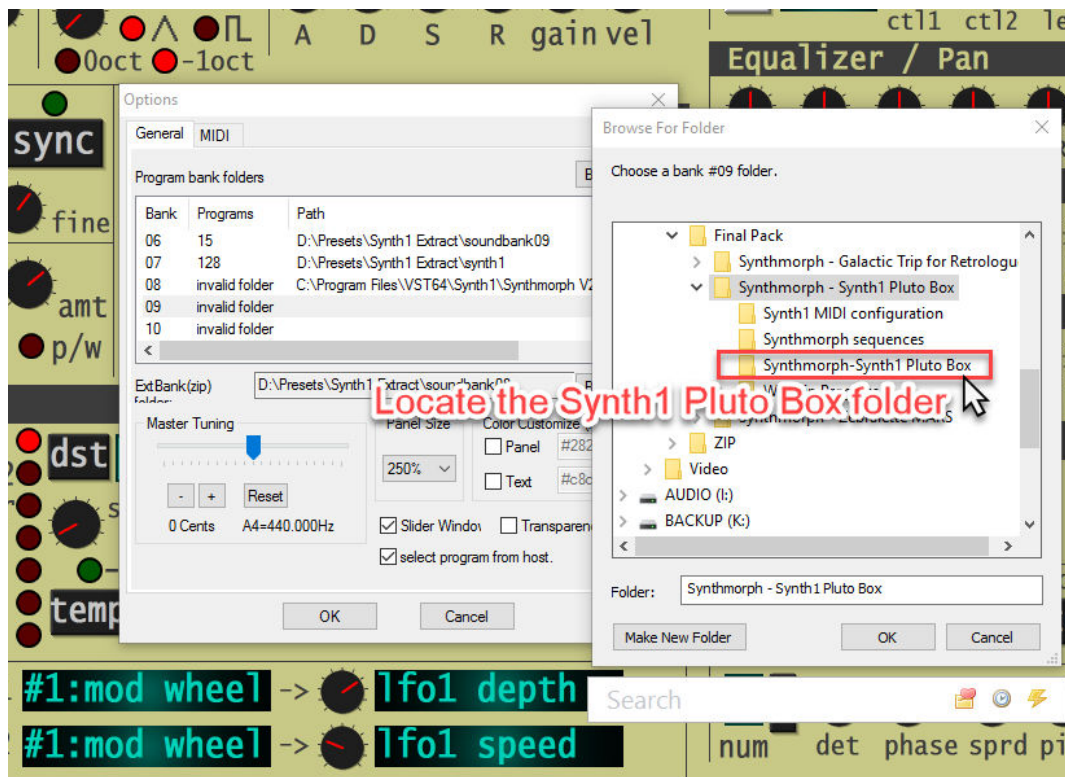 ctl1 ctl2
A D S R gain vel
0oct -1oct
Equalizer / Pan
sync
fine
amt
p/w
dst
#1:mod wheel -> lfo1 depth
#1:mod wheel -> lfo1 speed
num det phase sprd
Options
General MIDI
Program bank folders
Bank Programs Path
06 15 D:\Presets\Synth1 Extract\soundbank09
07 128 D:\Presets\Synth1 Extract\synth1
08 invalid folder C:\Program Files\VST64\Synth1\Synthmorph
09 invalid folder
10 invalid folder
ExtBank(zip)
Master Tuning
Panel Size
Color Customize
Panel
250%
Text
- + Reset
0 Cents A4=440.000Hz
Slider Window
select program from host.
OK Cancel
Browse For Folder
Choose a bank #09 folder.
Final Pack
Synthmorph - Galactic Trip for Retrologu
Synthmorph - Synth1 Pluto Box
Synth1 MIDI configuration
Synthmorph sequences
Synthmorph-Synth1 Pluto Box
Locate the Synth1 Pluto Box folder
ZIP
Video
AUDIO (I:)
BACKUP (K:)
Folder: Synthmorph - Synth1 Pluto Box
Make New Folder OK Cancel
Search